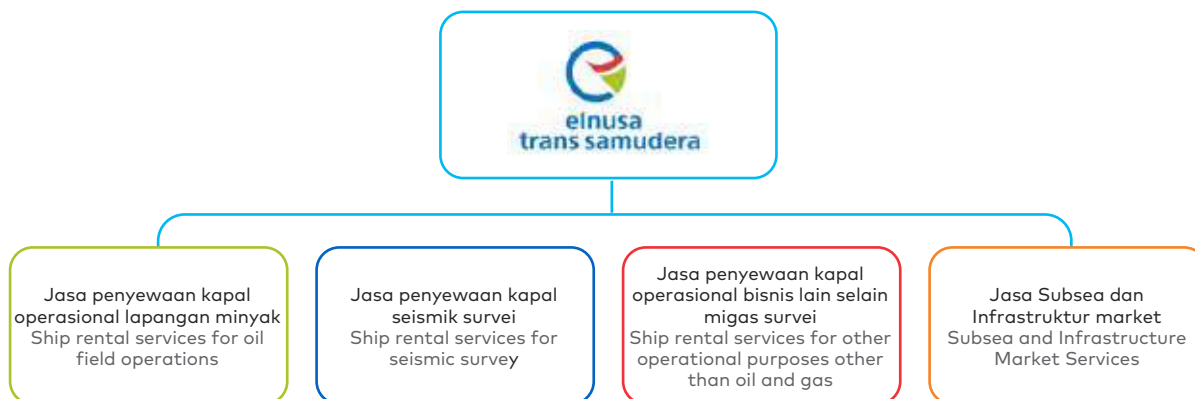 elnusa
trans samudera
Jasa penyewaan kapal
operasional lapangan minyak
Ship rental services for oil
field operations
Jasa penyewaan kapal
seismik survei
Ship rental services for
seismic survey
Jasa penyewaan kapal
operasional bisnis lain selain
migas survei
Ship rental services for other
operational purposes other
than oil and gas
Jasa Subsea dan
Infrastruktur market
Subsea and Infrastructure
Market Services